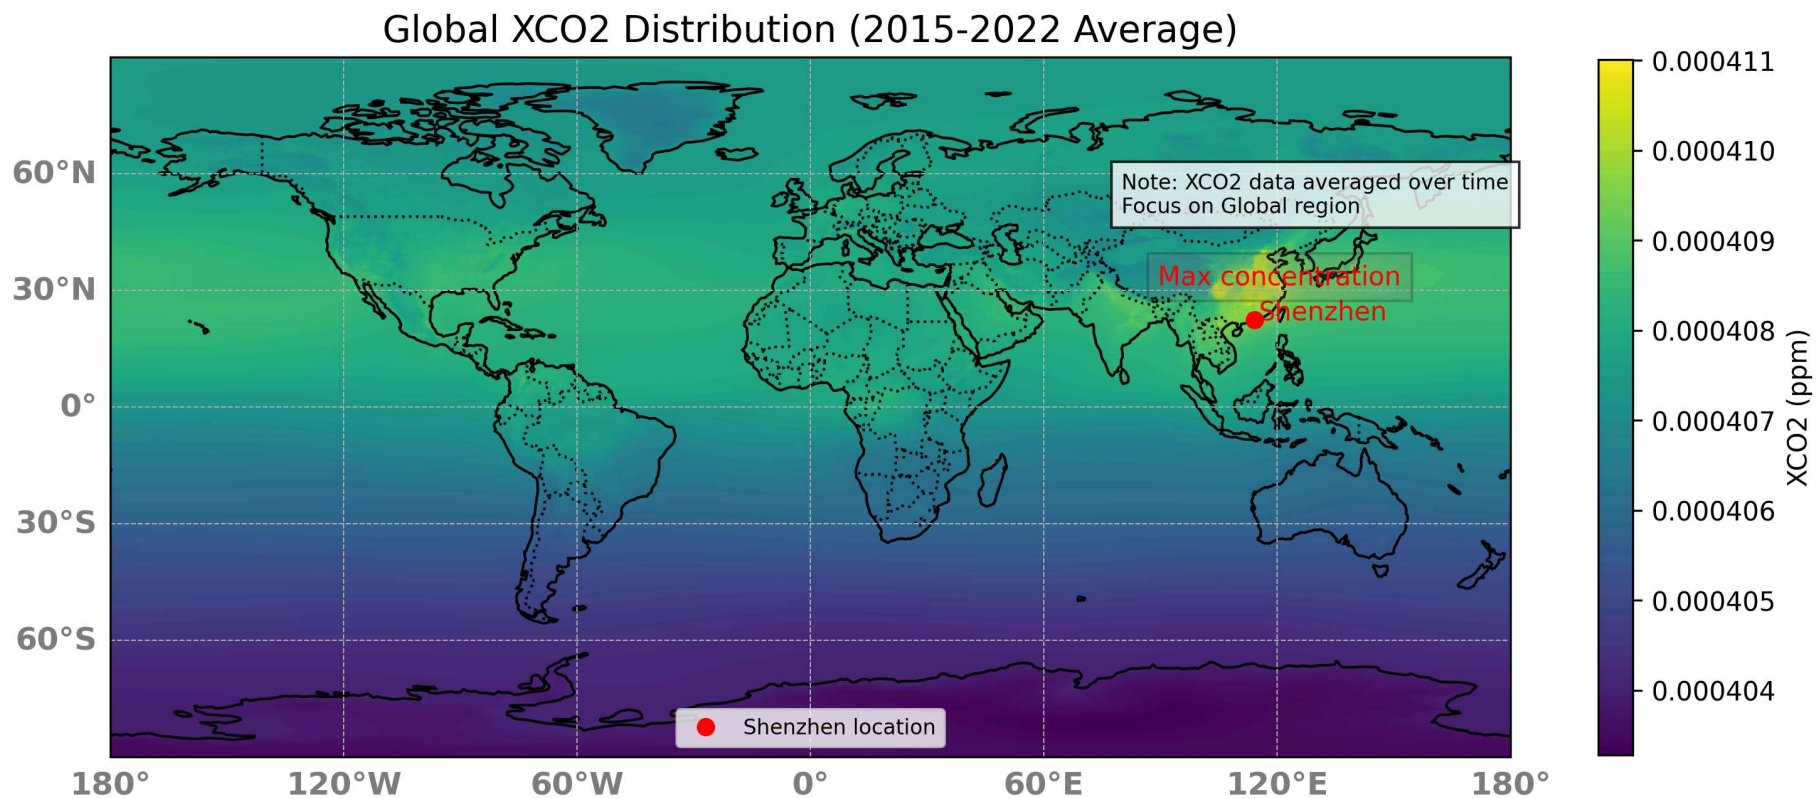 Global XCO2 Distribution (2015-2022 Average)
60°N
30°N
0°
30°S
60°S
180°
120°W
60°W
0°
60°E
120°E
180°
Note: XCO2 data averaged over time
Focus on Global region
Max concentration
Shenzhen
Shenzhen location
0.000411
0.000410
0.000409
0.000408
0.000407
0.000406
0.000405
0.000404
XCO2 (ppm)